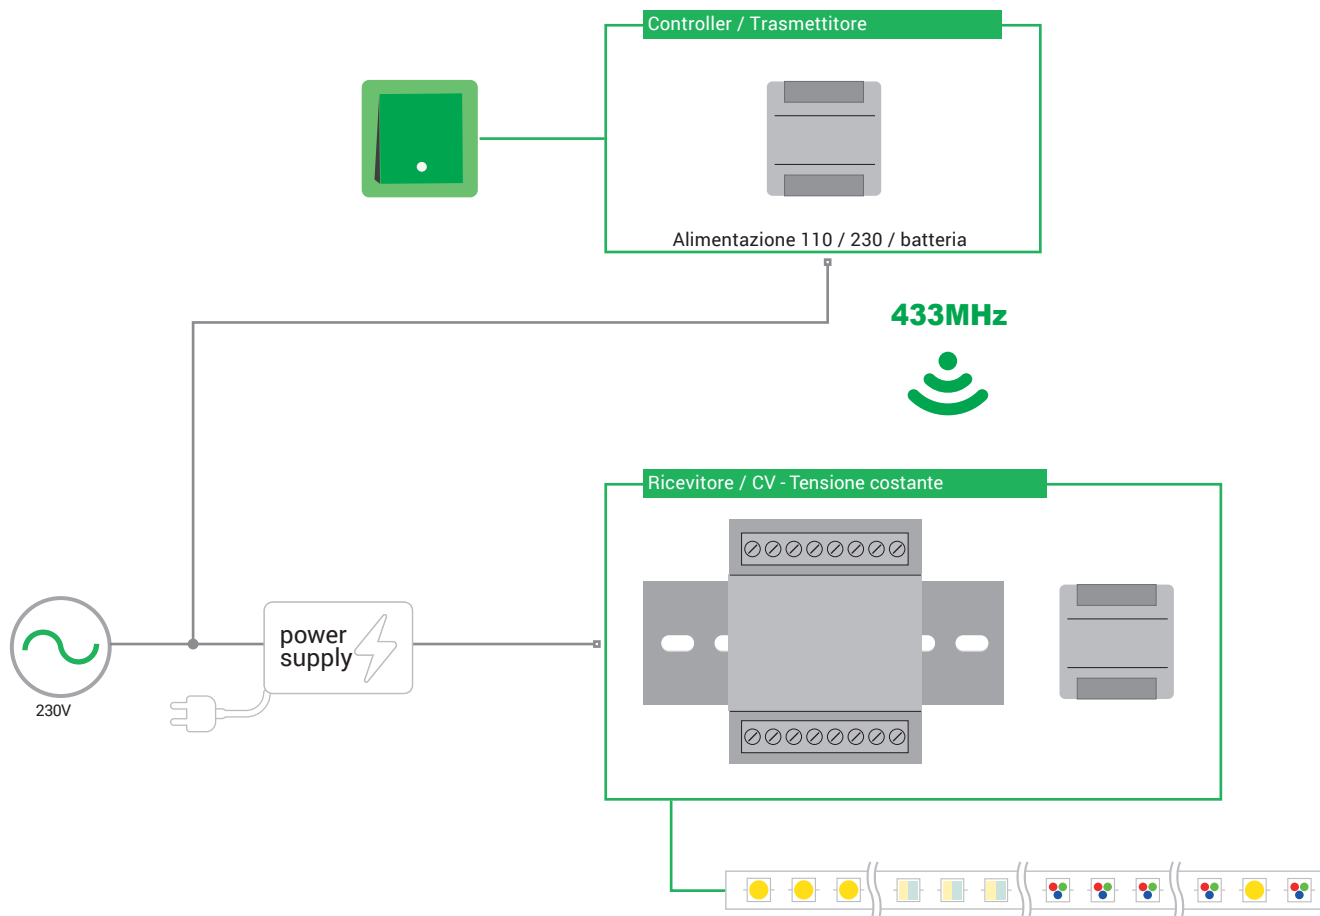 Controller / Trasmettitore
Alimentazione 110 / 230 / batteria
433MHz
Ricevitore / CV - Tensione costante
power
supply
230V